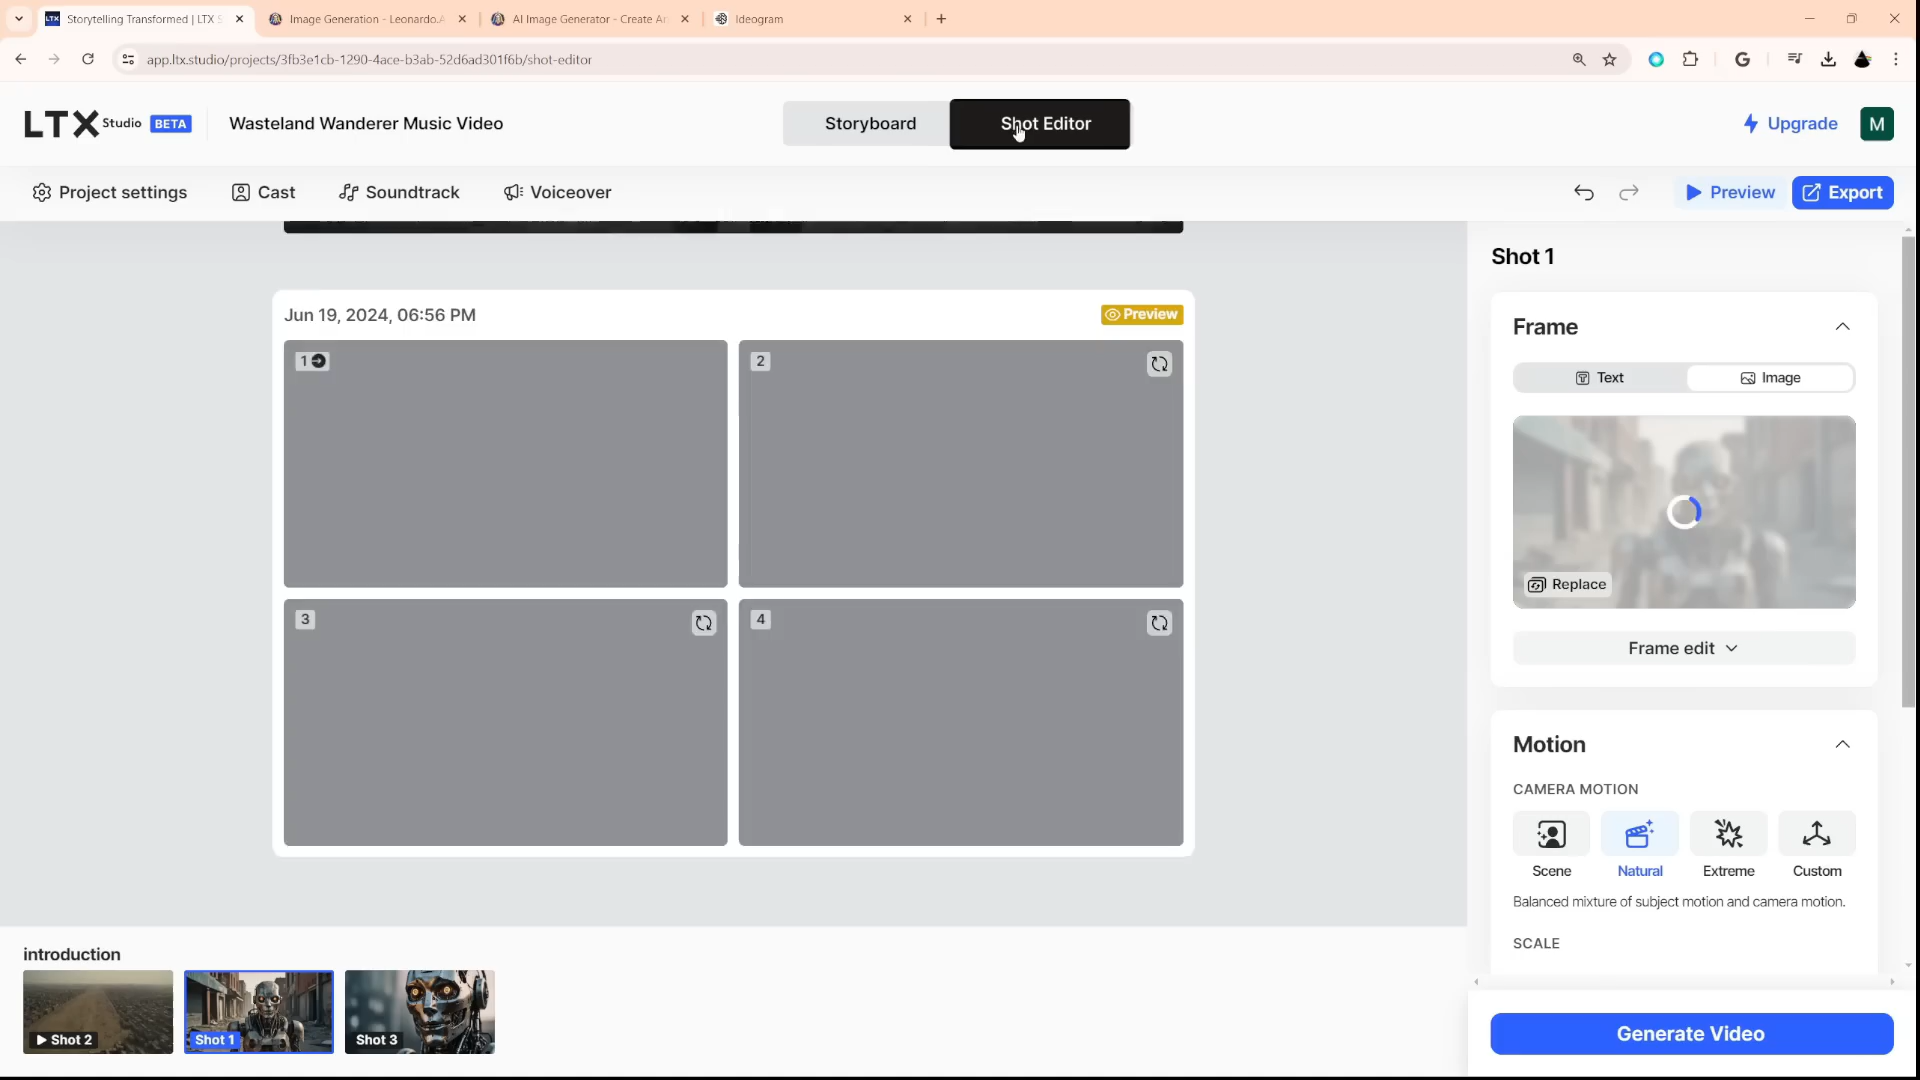 Storytelling Transformed | LTX S
Image Generation - Leonardo.A
AI Image Generator - Create Ar
Ideogram
app.ltx.studio/projects/3fb3e1cb-1290-4ace-b3ab-52d6ad301f6b/shot-editor
LTX Studio BETA
Wasteland Wanderer Music Video
Storyboard
Shot Editor
Upgrade
M
Project settings
Cast
Soundtrack
Voiceover
Preview
Export
Jun 19, 2024, 06:56 PM
Preview
1
2
3
4
Shot 1
Frame
Text
Image
Replace
Frame edit
Motion
CAMERA MOTION
Scene
Natural
Extreme
Custom
Balanced mixture of subject motion and camera motion.
SCALE
Generate Video
introduction
Shot 2
Shot 1
Shot 3